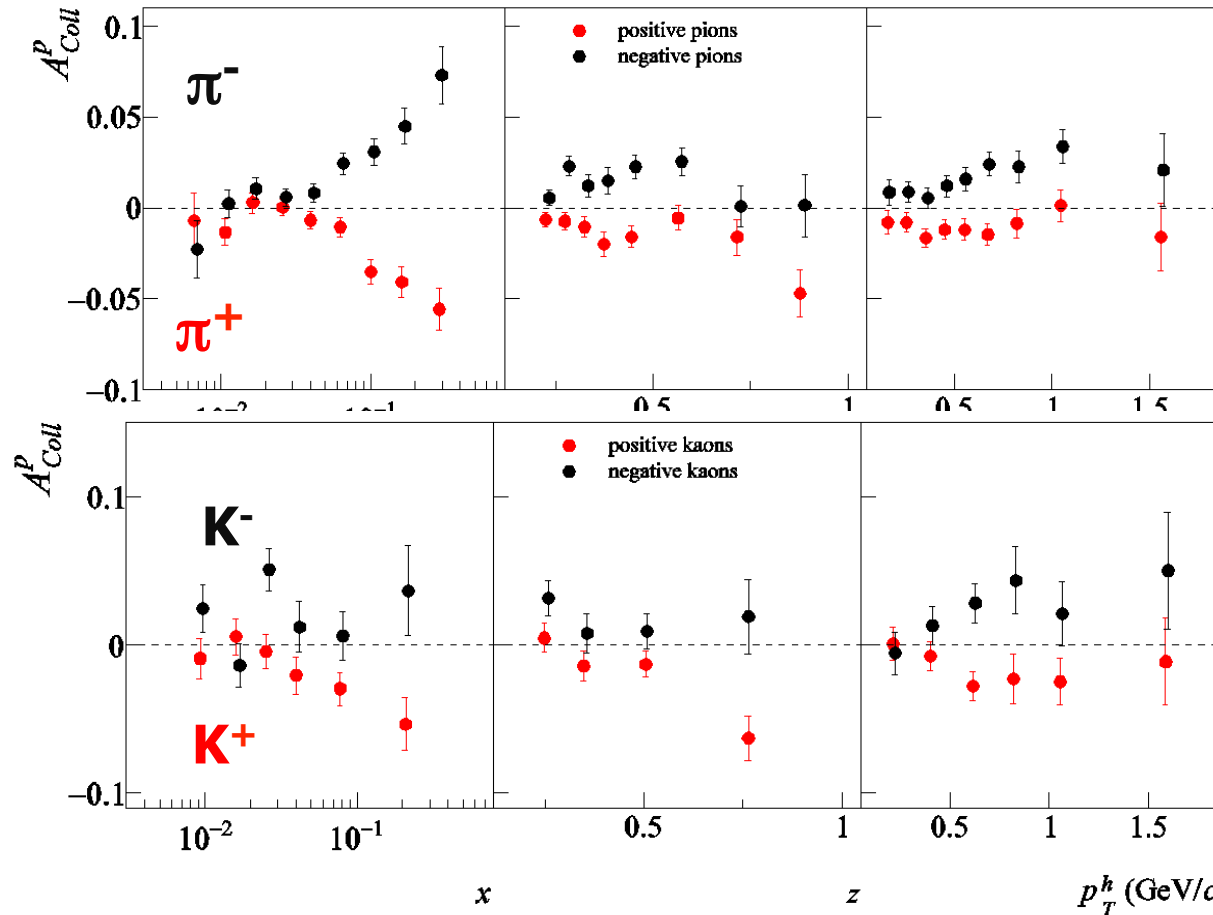 A^p_Coll
0.1
0.05
0
−0.05
−0.1
π⁻
π⁺
positive pions
negative pions
0.5
1
0.5
1
1.5
A^p_Coll
0.1
0
−0.1
K⁻
K⁺
positive kaons
negative kaons
10⁻²
10⁻¹
0.5
1
0.5
1
1.5
x
z
p^h_T (GeV/c